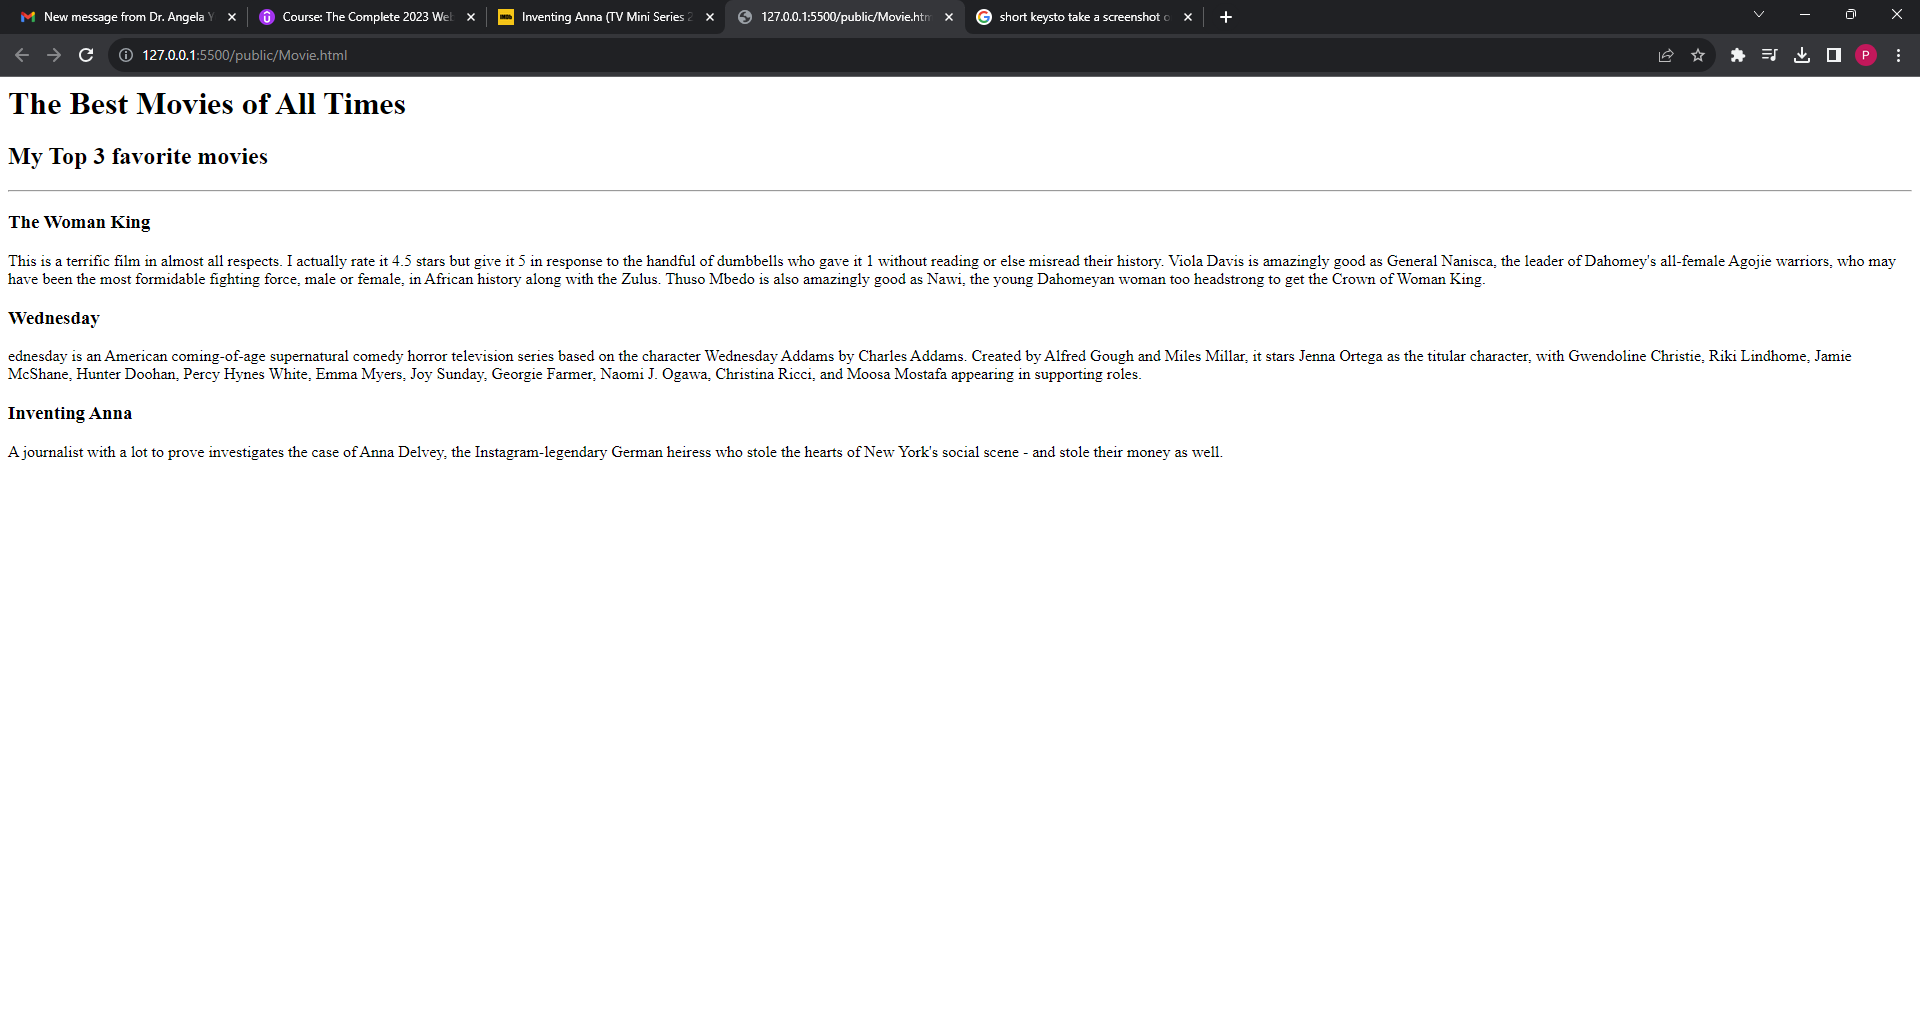 New message from Dr. Angela Y
Course: The Complete 2023 Web
Inventing Anna (TV Mini Series 2
127.0.0.1:5500/public/Movie.htm
short keysto take a screenshot o
127.0.0.1:5500/public/Movie.html
P
The Best Movies of All Times
My Top 3 favorite movies
The Woman King
This is a terrific film in almost all respects. I actually rate it 4.5 stars but give it 5 in response to the handful of dumbbells who gave it 1 without reading or else misread their history. Viola Davis is amazingly good as General Nanisca, the leader of Dahomey's all-female Agojie warriors, who may
have been the most formidable fighting force, male or female, in African history along with the Zulus. Thuso Mbedo is also amazingly good as Nawi, the young Dahomeyan woman too headstrong to get the Crown of Woman King.
Wednesday
ednesday is an American coming-of-age supernatural comedy horror television series based on the character Wednesday Addams by Charles Addams. Created by Alfred Gough and Miles Millar, it stars Jenna Ortega as the titular character, with Gwendoline Christie, Riki Lindhome, Jamie
McShane, Hunter Doohan, Percy Hynes White, Emma Myers, Joy Sunday, Georgie Farmer, Naomi J. Ogawa, Christina Ricci, and Moosa Mostafa appearing in supporting roles.
Inventing Anna
A journalist with a lot to prove investigates the case of Anna Delvey, the Instagram-legendary German heiress who stole the hearts of New York's social scene - and stole their money as well.